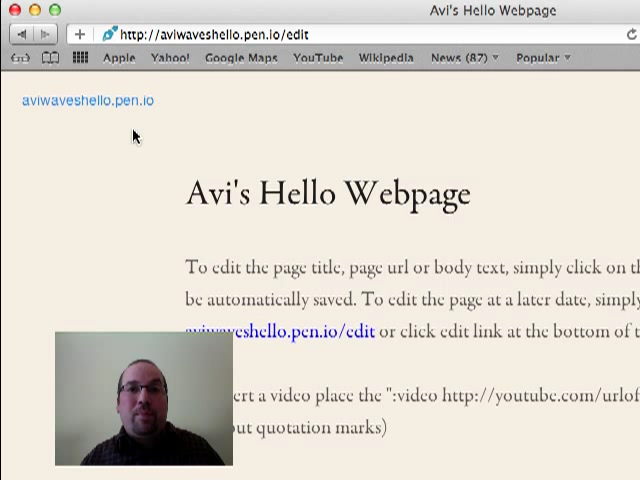 Avi's Hello Webpage
http://aviwaveshello.pen.io/edit
Apple Yahoo! Google Maps YouTube Wikipedia News (87) Popular
aviwaveshello.pen.io
Avi's Hello Webpage
To edit the page title, page url or body text, simply click on th
be automatically saved. To edit the page at a later date, simply
aviwaveshello.pen.io/edit or click edit link at the bottom of t
ert a video place the ":video http://youtube.com/urlof
out quotation marks)